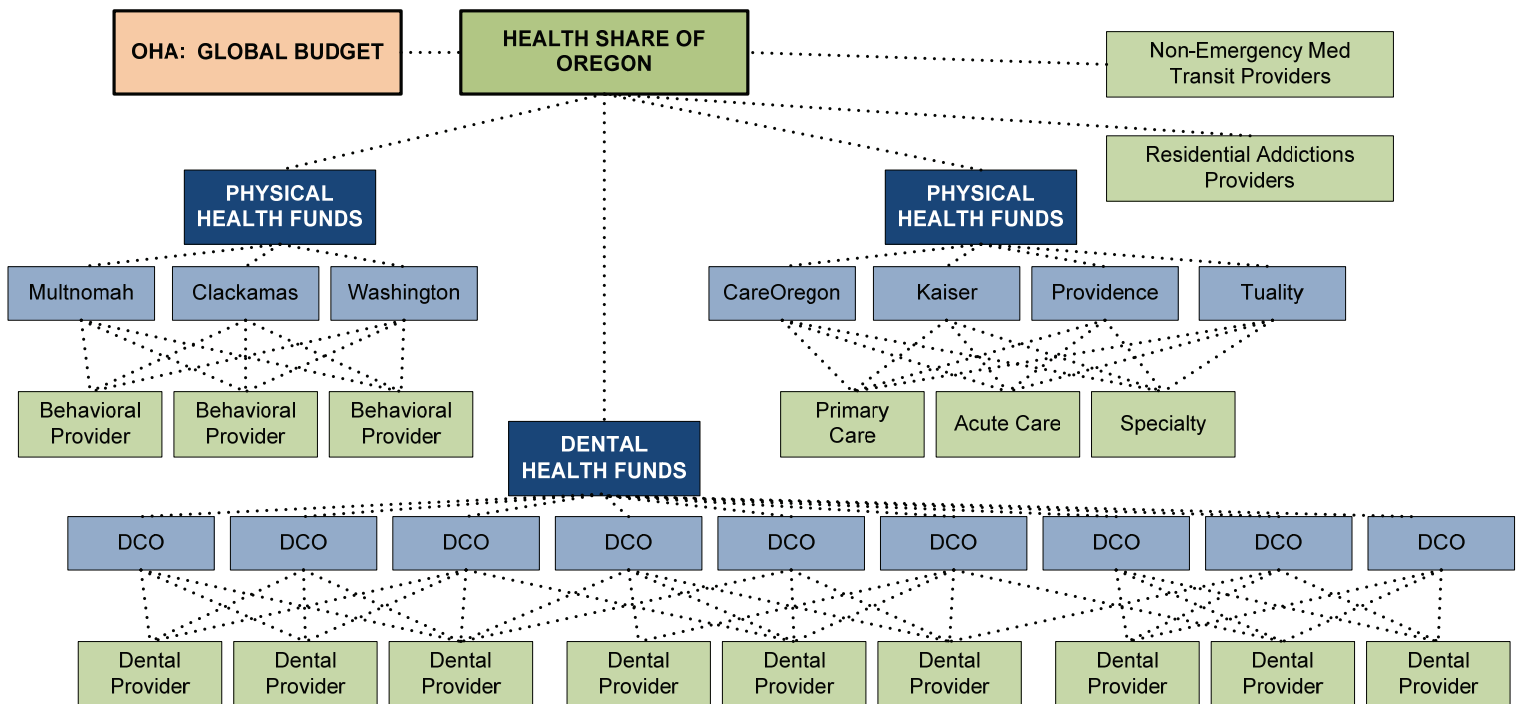 OHA: GLOBAL BUDGET
HEALTH SHARE OF
OREGON
Non-Emergency Med
Transit Providers
Residential Addictions
Providers
PHYSICAL
HEALTH FUNDS
PHYSICAL
HEALTH FUNDS
Multnomah
Clackamas
Washington
CareOregon
Kaiser
Providence
Tuality
Behavioral
Provider
Behavioral
Provider
Behavioral
Provider
Primary
Care
Acute Care
Specialty
DENTAL
HEALTH FUNDS
DCO
DCO
DCO
DCO
DCO
DCO
DCO
DCO
DCO
Dental
Provider
Dental
Provider
Dental
Provider
Dental
Provider
Dental
Provider
Dental
Provider
Dental
Provider
Dental
Provider
Dental
Provider